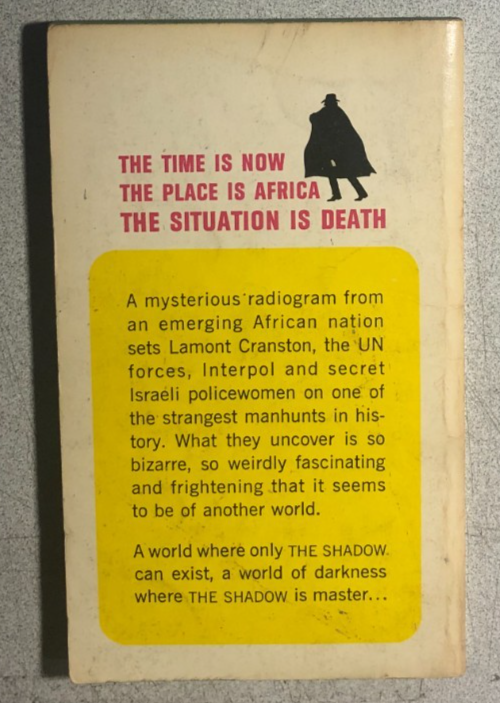 THE TIME IS NOW
THE PLACE IS AFRICA
THE SITUATION IS DEATH
A mysterious radiogram from
an emerging African nation
sets Lamont Cranston, the UN
forces, Interpol and secret
Israeli policewomen on one of
the strangest manhunts in his-
tory. What they uncover is so
bizarre, so weirdly fascinating
and frightening that it seems
to be of another world.
A world where only THE SHADOW
can exist, a world of darkness
where THE SHADOW is master...